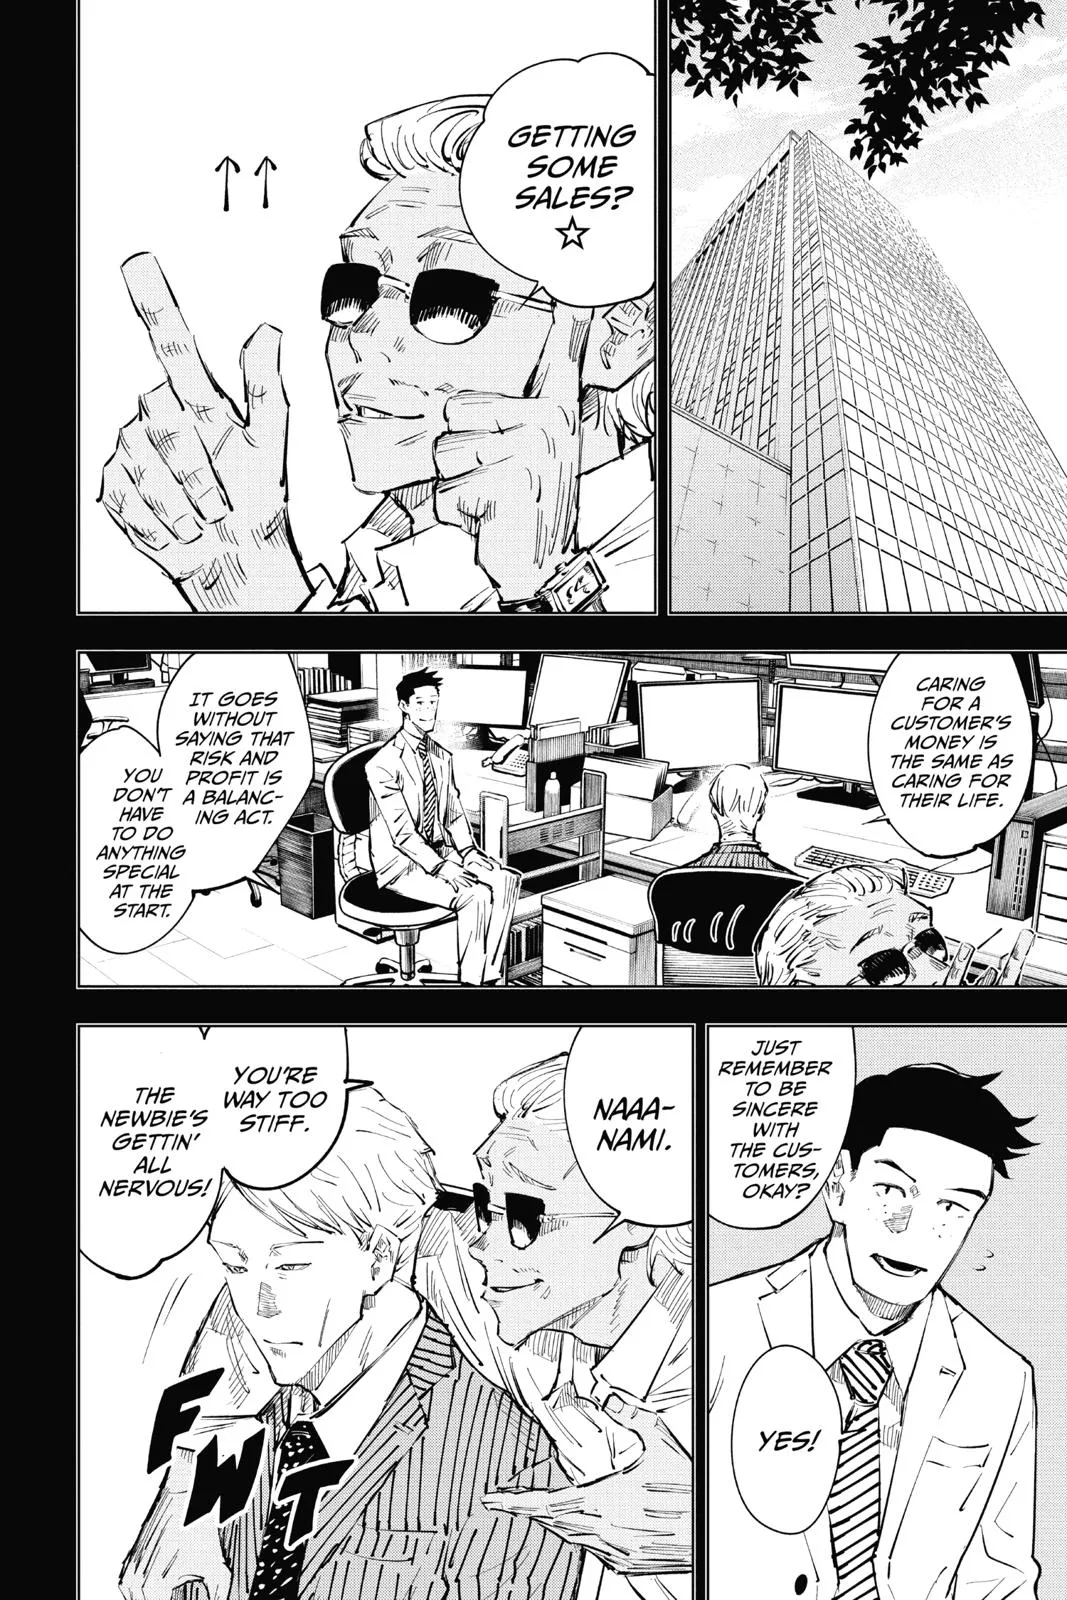 GETTING
SOME
SALES?
☆
CARING
FOR A
CUSTOMER'S
MONEY IS
THE SAME AS
CARING FOR
THEIR LIFE.
IT GOES
WITHOUT
SAYING THAT
RISK AND
PROFIT IS
A BALANC-
ING ACT.
YOU
DON'T
HAVE
TO DO
ANYTHING
SPECIAL
AT THE
START.
JUST
REMEMBER
TO BE
SINCERE
WITH
THE CUS-
TOMERS,
OKAY?
YES!
NAAA-
NAMI.
YOU'RE
WAY TOO
STIFF.
THE
NEWBIE'S
GETTIN'
ALL
NERVOUS!
FWT